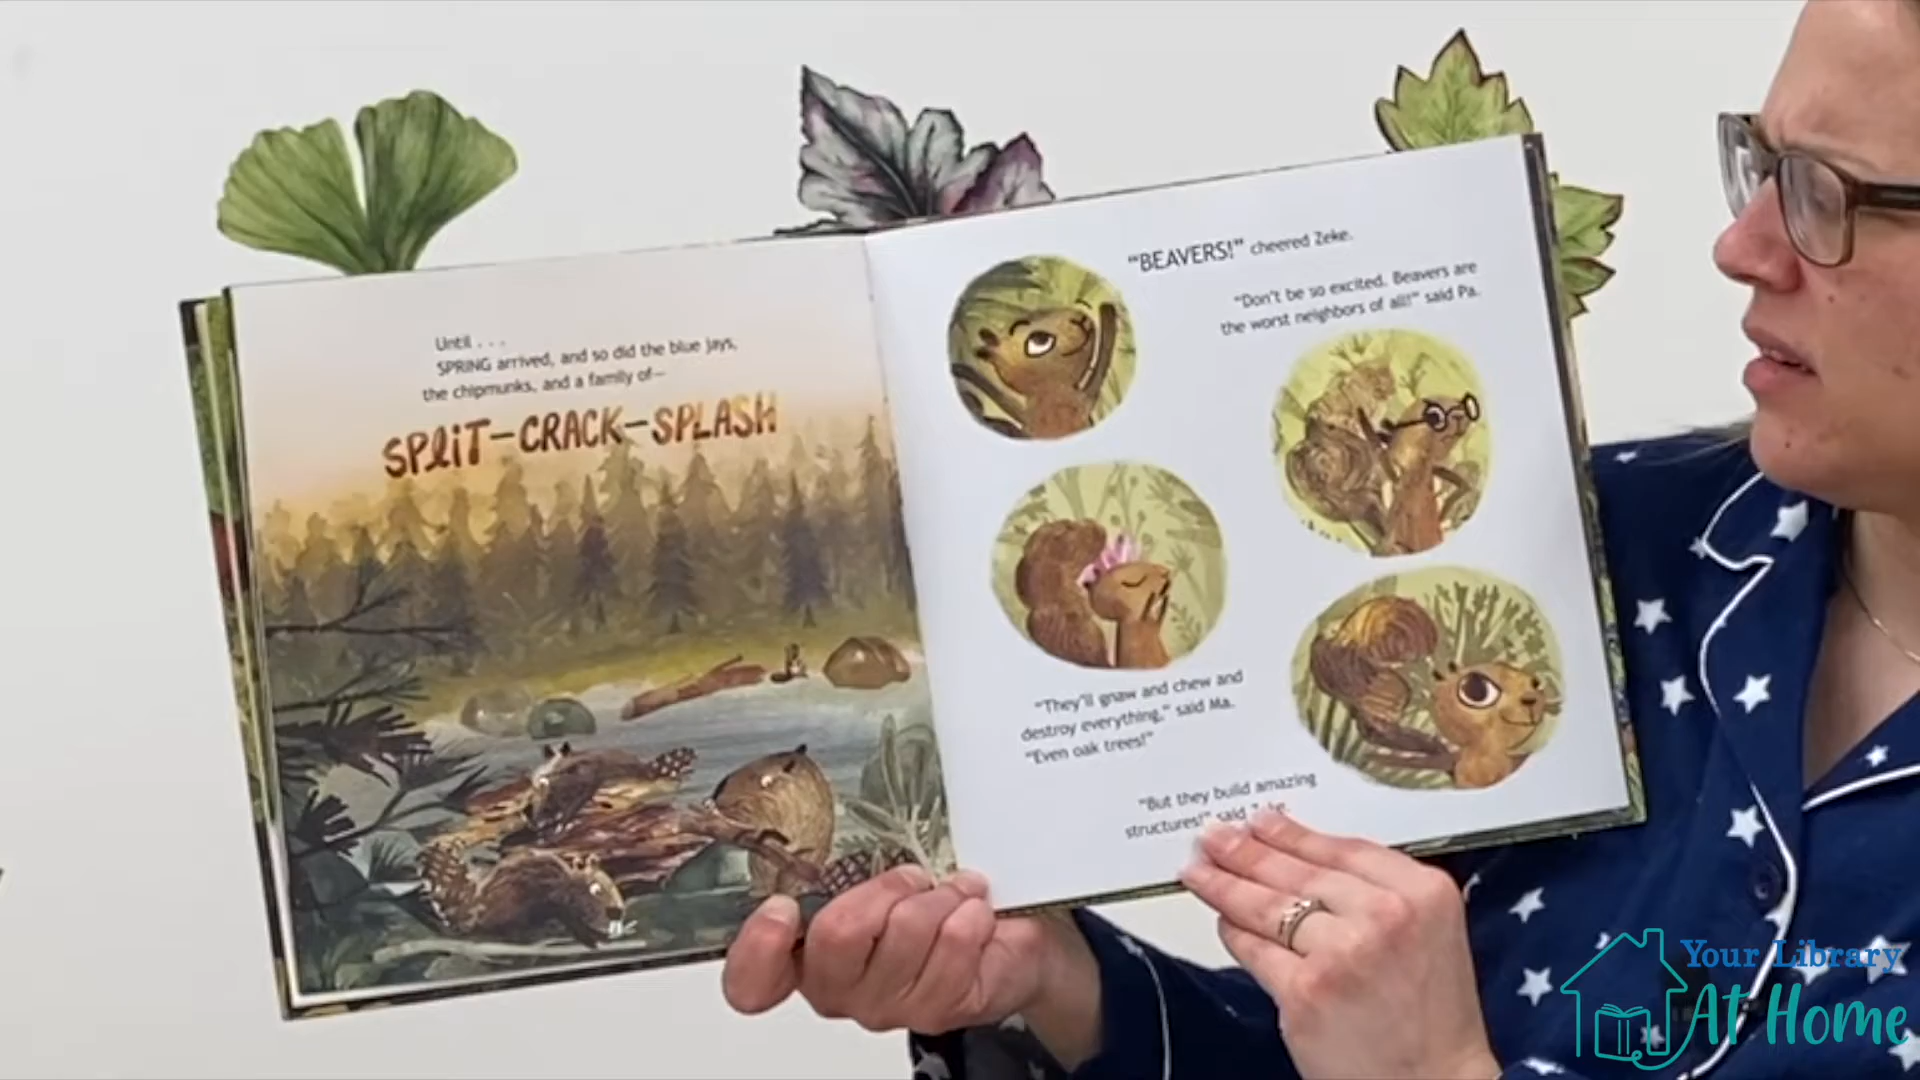 Until . . .
SPRING arrived, and so did the blue jays,
the chipmunks, and a family of—
SPLIT–CRACK–SPLASH
“BEAVERS!” cheered Zeke.
“Don’t be so excited. Beavers are
the worst neighbors of all!” said Pa.
“They’ll gnaw and chew and
destroy everything,” said Ma.
“Even oak trees!”
“But they build amazing
structures!” said Zeke.
Your Library
At Home